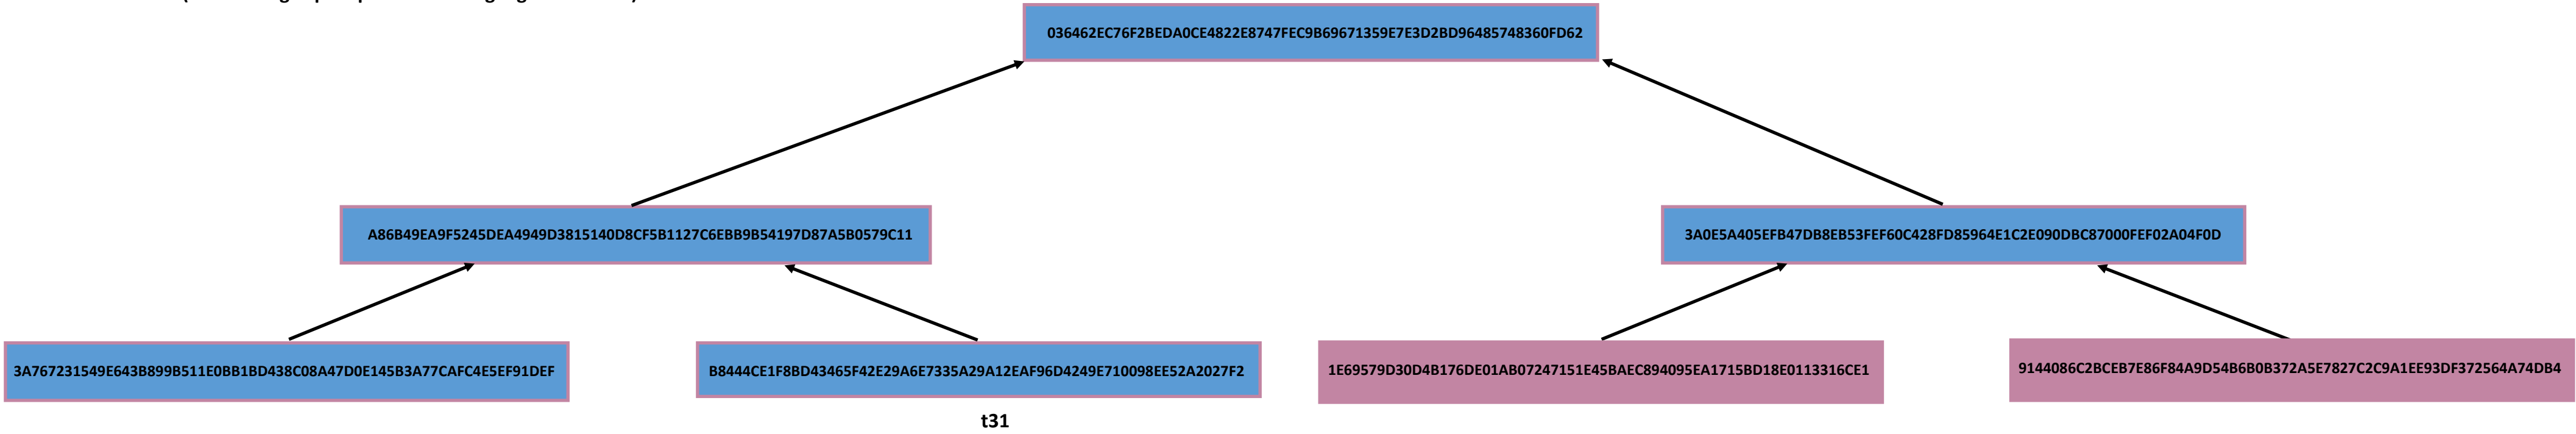 036462EC76F2BEDA0CE4822E8747FEC9B69671359E7E3D2BD96485748360FD62
A86B49EA9F5245DEA4949D3815140D8CF5B1127C6EBB9B54197D87A5B0579C11
3A0E5A405EFB47DB8EB53FEF60C428FD85964E1C2E090DBC87000FEF02A04F0D
3A767231549E643B899B511E0BB1BD438C08A47D0E145B3A77CAFC4E5EF91DEF
B8444CE1F8BD43465F42E29A6E7335A29A12EAF96D4249E710098EE52A2027F2
1E69579D30D4B176DE01AB07247151E45BAEC894095EA1715BD18E0113316CE1
9144086C2BCEB7E86F84A9D54B6B0B372A5E7827C2C9A1EE93DF372564A74DB4
t31